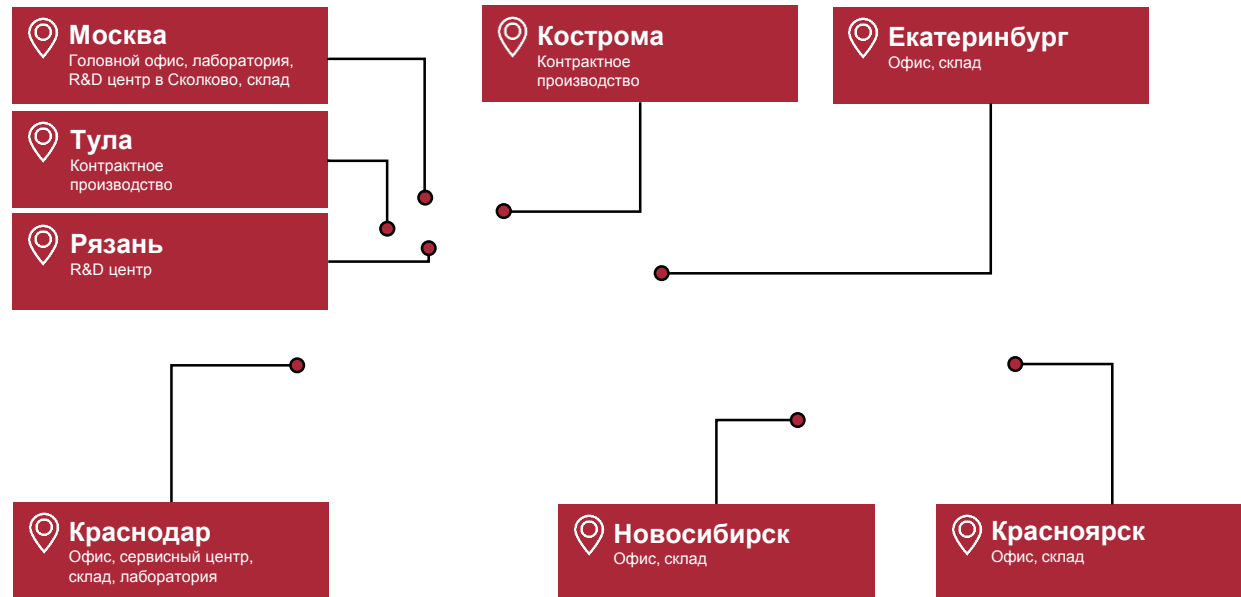 Москва
Головной офис, лаборатория,
R&D центр в Сколково, склад
Тула
Контрактное
производство
Рязань
R&D центр
Кострома
Контрактное
производство
Екатеринбург
Офис, склад
Краснодар
Офис, сервисный центр,
склад, лаборатория
Новосибирск
Офис, склад
Красноярск
Офис, склад